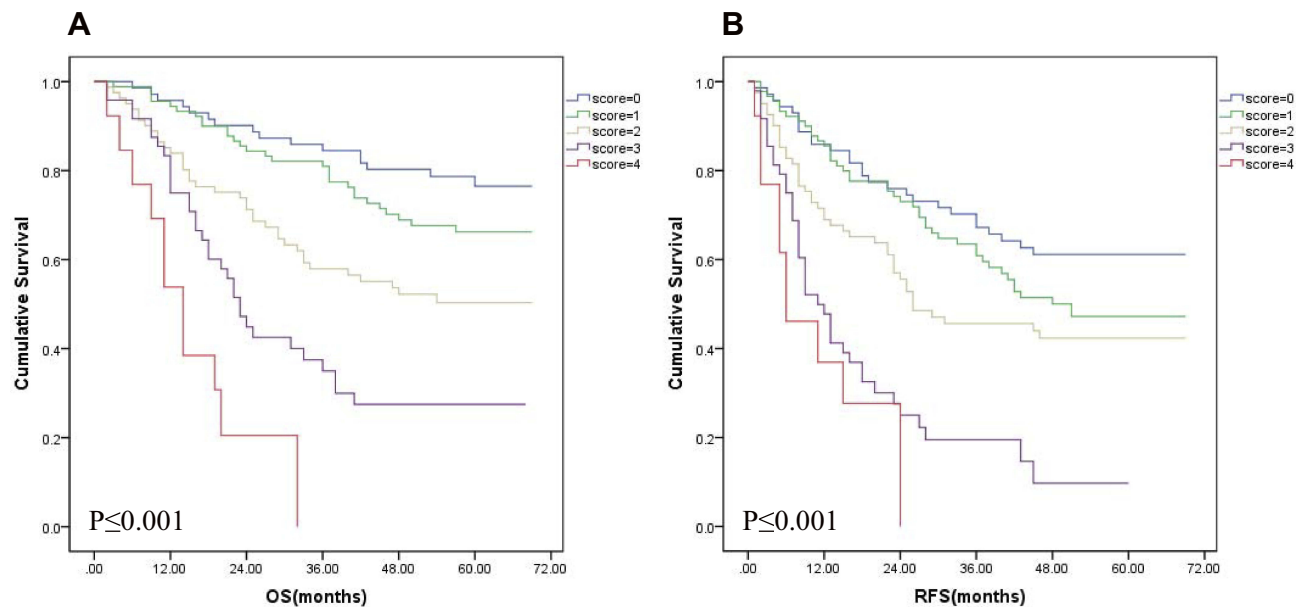 A
1.0
0.8
0.6
0.4
0.2
0.0
Cumulative Survival
score=0
score=1
score=2
score=3
score=4
P≤0.001
.00 12.00 24.00 36.00 48.00 60.00 72.00
OS(months)
B
1.0
0.8
0.6
0.4
0.2
0.0
Cumulative Survival
score=0
score=1
score=2
score=3
score=4
P≤0.001
.00 12.00 24.00 36.00 48.00 60.00 72.00
RFS(months)